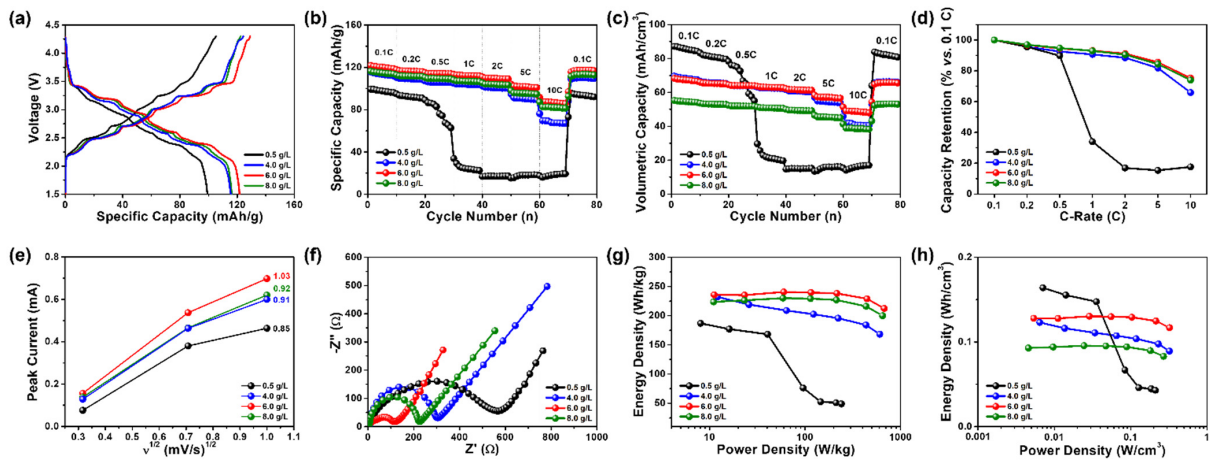 (a)
Voltage (V)
4.5
4.0
3.5
3.0
2.5
2.0
1.5
0.5 g/L
4.0 g/L
6.0 g/L
8.0 g/L
0 40 80 120 160
Specific Capacity (mAh/g)
(b)
Specific Capacity (mAh/g)
200
160
120
80
40
0
0.1C 0.2C 0.5C 1C 2C 5C 10C 0.1C
0.5 g/L
4.0 g/L
6.0 g/L
8.0 g/L
0 20 40 60 80
Cycle Number (n)
(c)
Volumetric Capacity (mAh/cm³)
100
80
60
40
20
0
0.1C 0.2C 0.5C 1C 2C 5C 10C 0.1C
0.5 g/L
4.0 g/L
6.0 g/L
8.0 g/L
0 20 40 60 80
Cycle Number (n)
(d)
Capacity Retention (% vs. 0.1 C)
120
100
80
60
40
20
0
0.5 g/L
4.0 g/L
6.0 g/L
8.0 g/L
0.1 0.2 0.5 1 2 5 10
C-Rate (C)
(e)
Peak Current (mA)
0.8
0.6
0.4
0.2
0.0
1.03
0.92
0.91
0.85
0.5 g/L
4.0 g/L
6.0 g/L
8.0 g/L
0.3 0.4 0.5 0.6 0.7 0.8 0.9 1.0 1.1
ν1/2 (mV/s)1/2
(f)
-Z'' (Ω)
600
500
400
300
200
100
0
0.5 g/L
4.0 g/L
6.0 g/L
8.0 g/L
0 200 400 600 800 1000
Z' (Ω)
(g)
Energy Density (Wh/kg)
300
250
200
150
100
50
0.5 g/L
4.0 g/L
6.0 g/L
8.0 g/L
10 100 1000
Power Density (W/kg)
(h)
Energy Density (Wh/cm³)
0.2
0.1
0.0
0.5 g/L
4.0 g/L
6.0 g/L
8.0 g/L
0.001 0.01 0.1 1
Power Density (W/cm³)